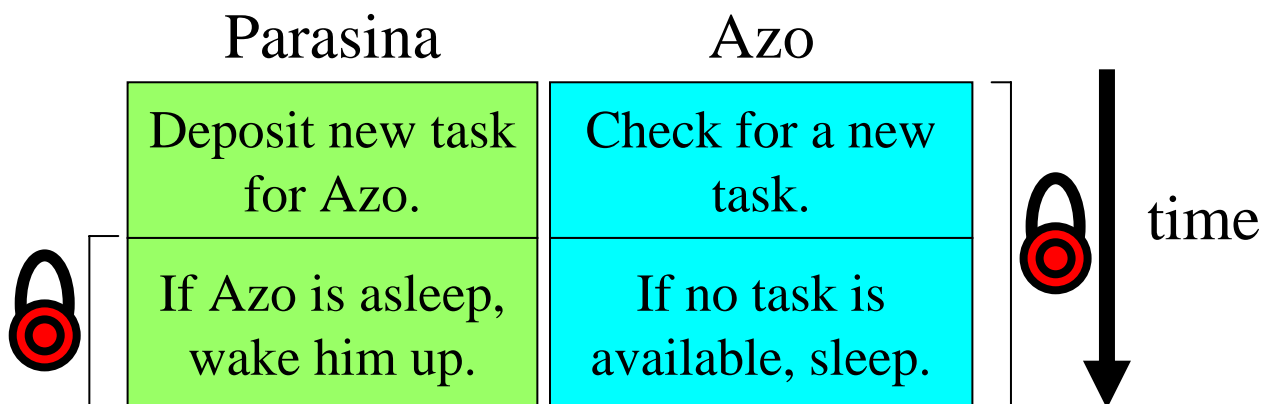 Parasina
Azo
Deposit new task
for Azo.
Check for a new
task.
time
If Azo is asleep,
wake him up.
If no task is
available, sleep.